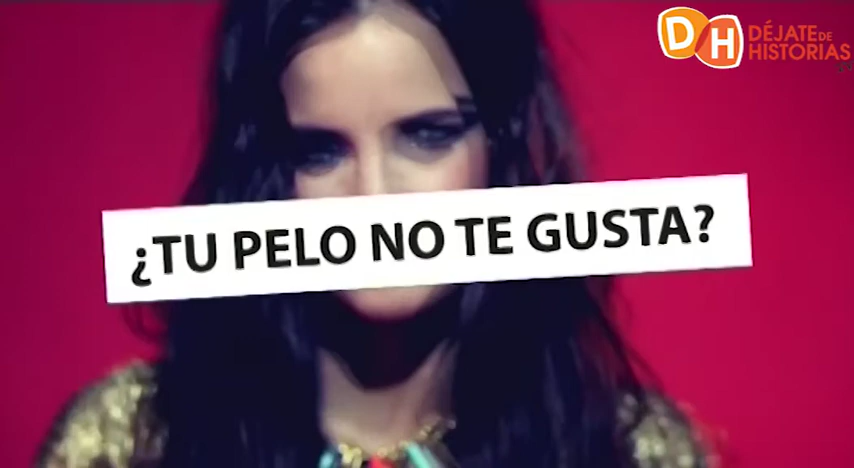 DH DÉJATE DE
HISTORIAS
¿TU PELO NO TE GUSTA?